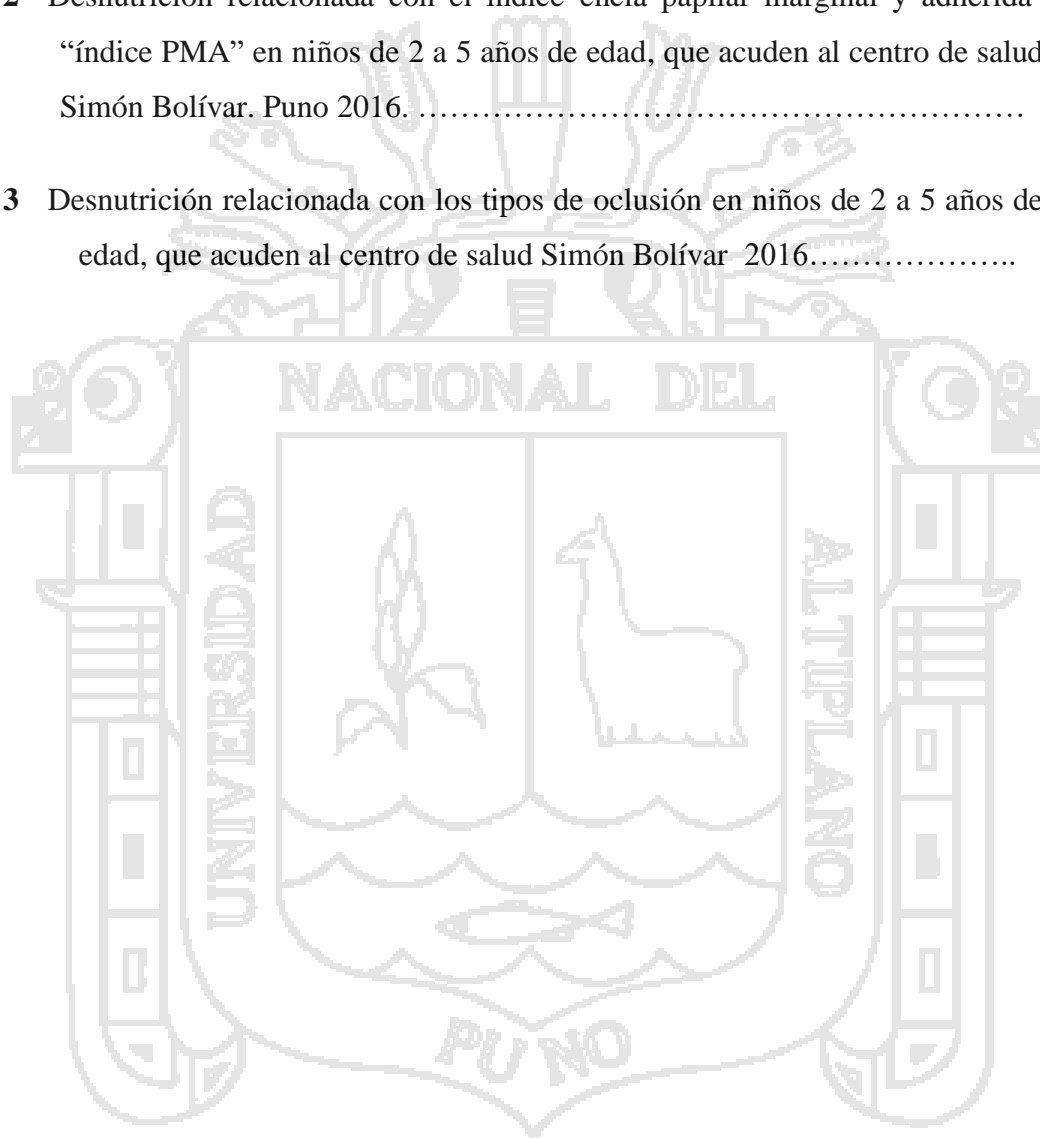 2 Desnutrición relacionada con el índice encía papilar marginal y adherida
“índice PMA” en niños de 2 a 5 años de edad, que acuden al centro de salud
Simón Bolívar. Puno 2016. …………………………………………………
3 Desnutrición relacionada con los tipos de oclusión en niños de 2 a 5 años de
edad, que acuden al centro de salud Simón Bolívar 2016………………..
NACIONAL DEL
UNIVERSIDAD
ALTIPLANO
PUNO